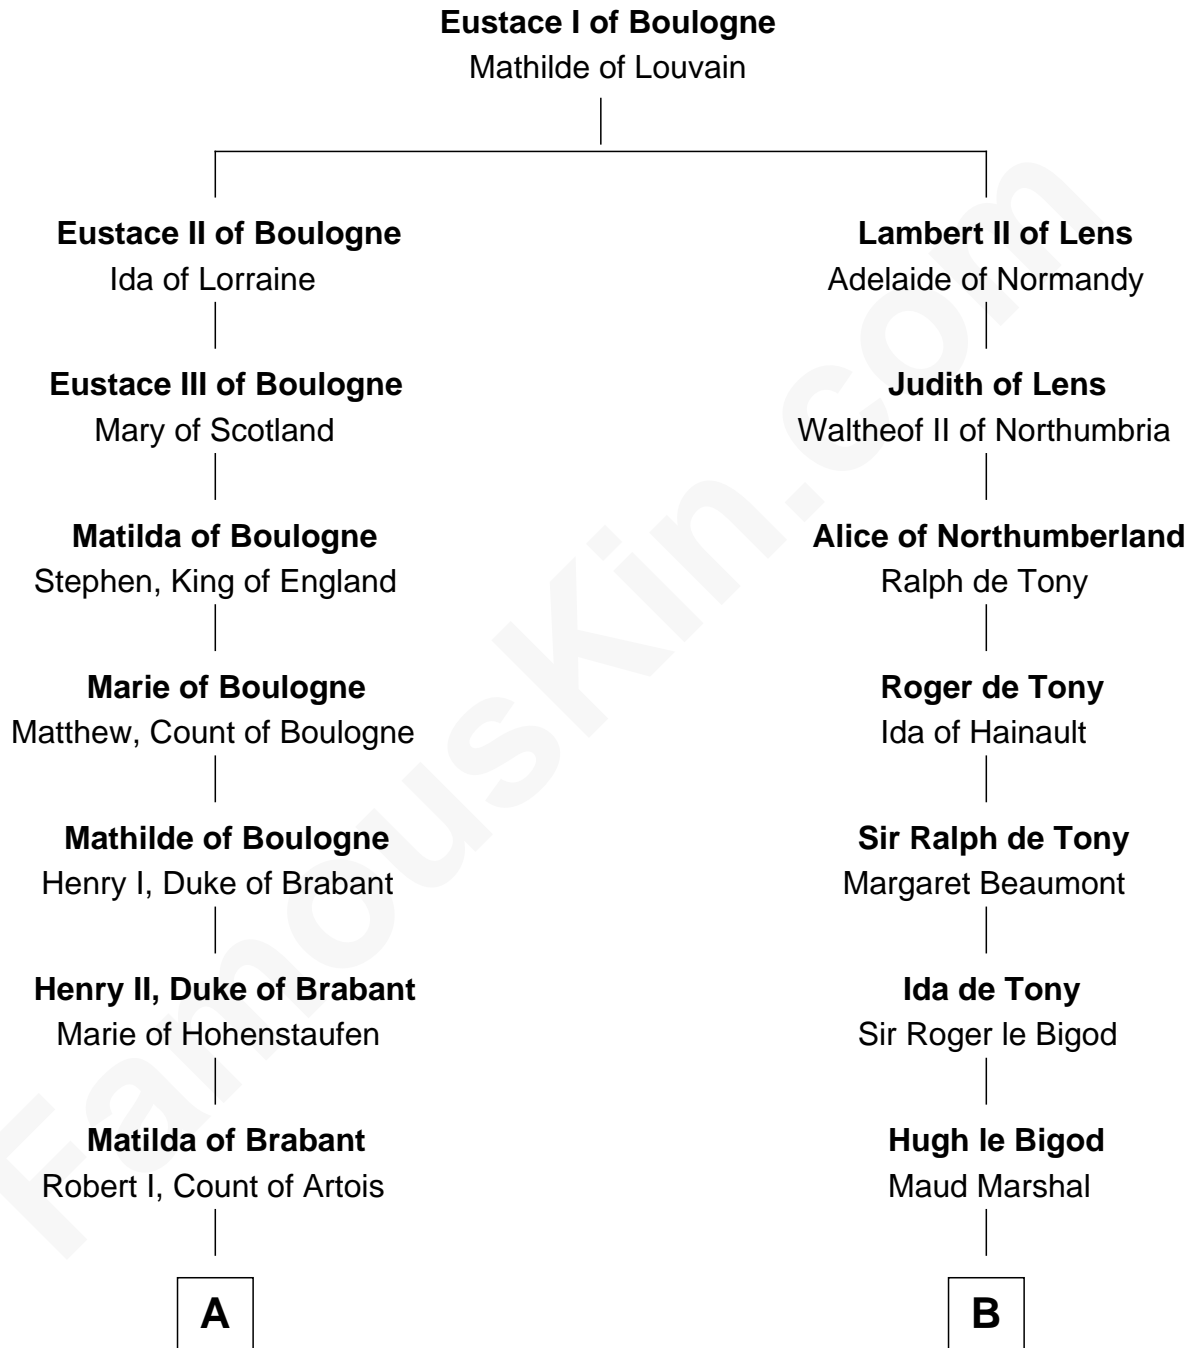 Eustace I of Boulogne
Mathilde of Louvain
Eustace II of Boulogne
Ida of Lorraine
Eustace III of Boulogne
Mary of Scotland
Matilda of Boulogne
Stephen, King of England
Marie of Boulogne
Matthew, Count of Boulogne
Mathilde of Boulogne
Henry I, Duke of Brabant
Henry II, Duke of Brabant
Marie of Hohenstaufen
Matilda of Brabant
Robert I, Count of Artois
A
Lambert II of Lens
Adelaide of Normandy
Judith of Lens
Waltheof II of Northumbria
Alice of Northumberland
Ralph de Tony
Roger de Tony
Ida of Hainault
Sir Ralph de Tony
Margaret Beaumont
Ida de Tony
Sir Roger le Bigod
Hugh le Bigod
Maud Marshal
B
FamousKin.com